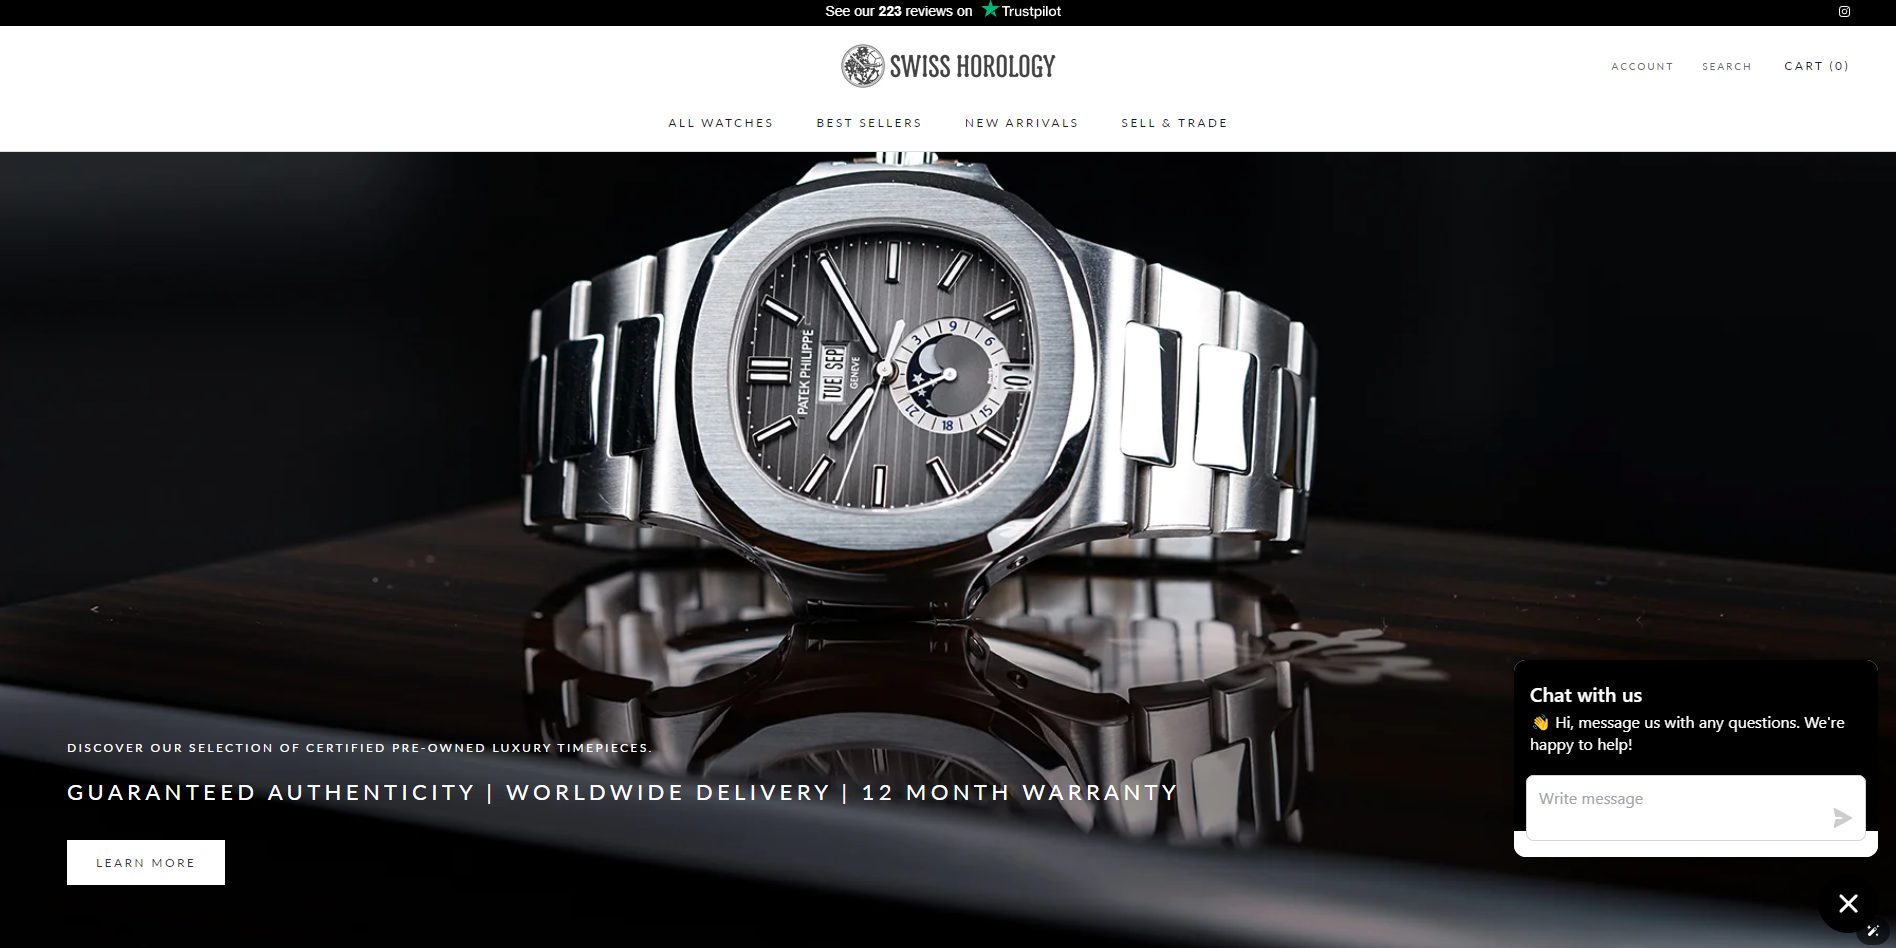 See our 223 reviews on Trustpilot
SWISS HOROLOGY
ACCOUNT SEARCH CART (0)
ALL WATCHES BEST SELLERS NEW ARRIVALS SELL & TRADE
PATEK PHILIPPE
GENEVE
TUE SEP
3 9 6
21 18 15
01
DISCOVER OUR SELECTION OF CERTIFIED PRE-OWNED LUXURY TIMEPIECES.
GUARANTEED AUTHENTICITY | WORLDWIDE DELIVERY | 12 MONTH WARRANTY
LEARN MORE
Chat with us
👋 Hi, message us with any questions. We're
happy to help!
Write message